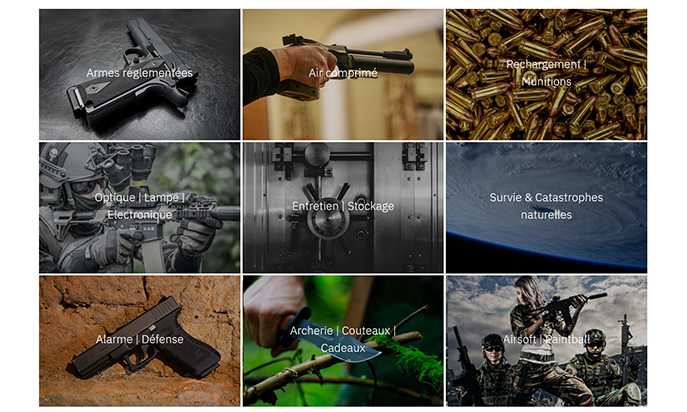 Armes réglementées
Air comprimé
Rechargement |
Munitions
Optique | Lampe |
Electronique
Entretien | Stockage
Survie & Catastrophes
naturelles
Alarme | Défense
Archerie | Couteaux |
Cadeaux
Airsoft | Paintball